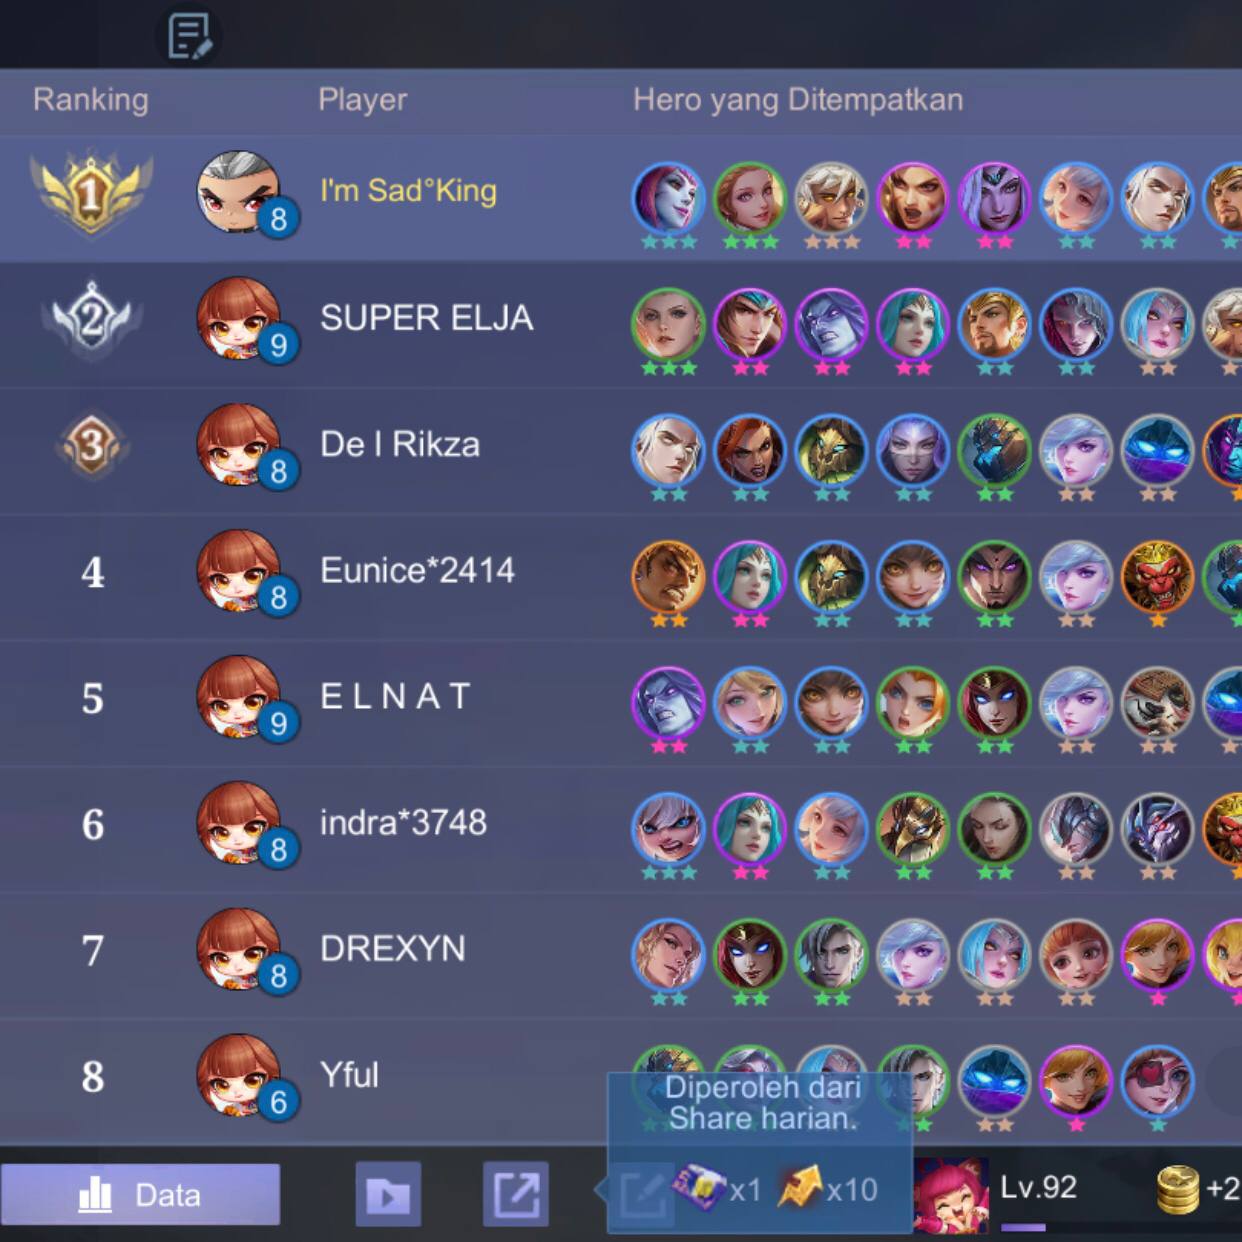 Ranking Player Hero yang Ditempatkan
1 8 I'm Sad°King
2 9 SUPER ELJA
3 8 De l Rikza
4 8 Eunice*2414
5 9 E L N A T
6 8 indra*3748
7 8 DREXYN
8 6 Yful
Diperoleh dari
Share harian.
x1 x10
Data Lv.92 +2